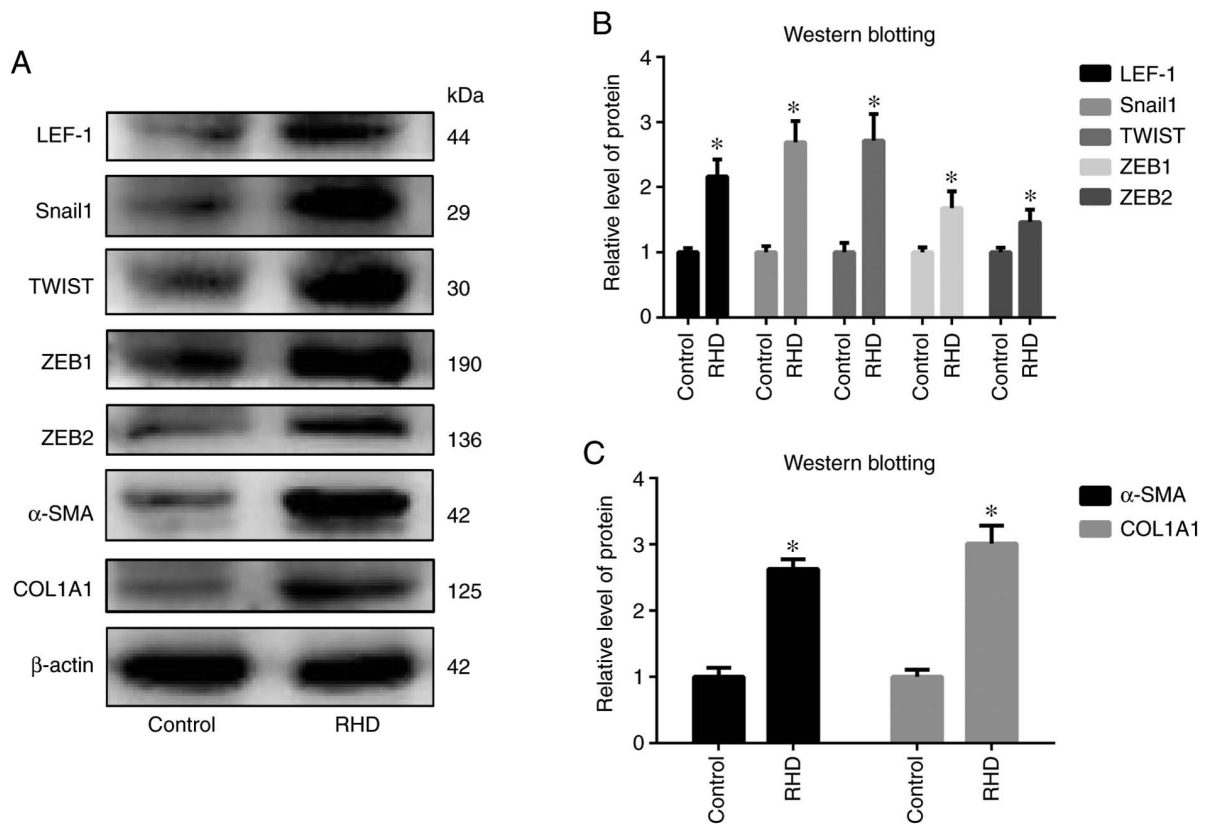 A
kDa
LEF-1
44
Snail1
29
TWIST
30
ZEB1
190
ZEB2
136
α-SMA
42
COL1A1
125
β-actin
42
Control RHD
B
Western blotting
Relative level of protein
4
3
2
1
0
* * * * *
Control RHD Control RHD Control RHD Control RHD Control RHD
LEF-1
Snail1
TWIST
ZEB1
ZEB2
C
Western blotting
Relative level of protein
4
3
2
1
0
* *
Control RHD Control RHD
α-SMA
COL1A1